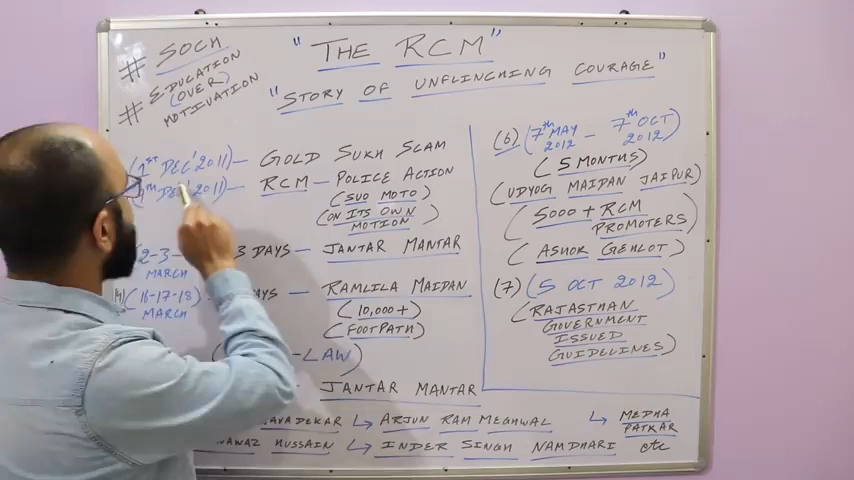 # SOCH
# EDUCATION
(OVER)
MOTIVATION
"THE RCM"
"STORY OF UNFLINCHING COURAGE"
(1ST DEC' 2011) — GOLD SUKH SCAM
2011) — RCM — POLICE ACTION
(SUO MOTO)
(ON ITS OWN
MOTION)
2-3- 3 DAYS — JANTAR MANTAR
MARCH
(16-17-18) DAYS — RAMLILA MAIDAN
MARCH
(10,000+)
(FOOTPATH)
-LAW)
JANTAR MANTAR
↳ ARJUN RAM MEGHWAL ↳ MEDHA
PATKAR
HUSSAIN ↳ INDER SINGH NAMDHARI etc
(6) (7th MAY 2012 — 7th OCT 2012)
(5 MONTHS)
(UDYOG MAIDAN JAIPUR)
(5000 + RCM
PROMOTERS)
(ASHOK GEHLOT)
(7) (5 OCT 2012)
(RAJASTHAN
GOVERNMENT
ISSUED
GUIDELINES)